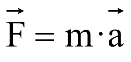 F⃗ = m·a⃗